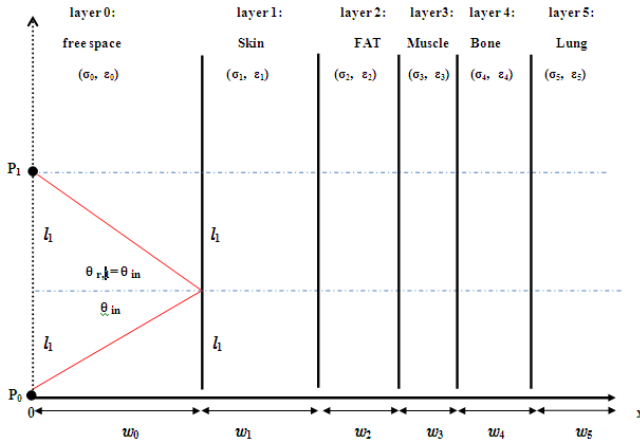 layer 0: layer 1: layer 2: layer3: layer 4: layer 5:
free space Skin FAT Muscle Bone Lung
(σ₀, ε₀) (σ₁, ε₁) (σ₂, ε₂) (σ₃, ε₃) (σ₄, ε₄) (σ₅, ε₅)
P₁
l₁ l₁
θ in
l₁ l₁
P₀
0 x
w₀ w₁ w₂ w₃ w₄ w₅